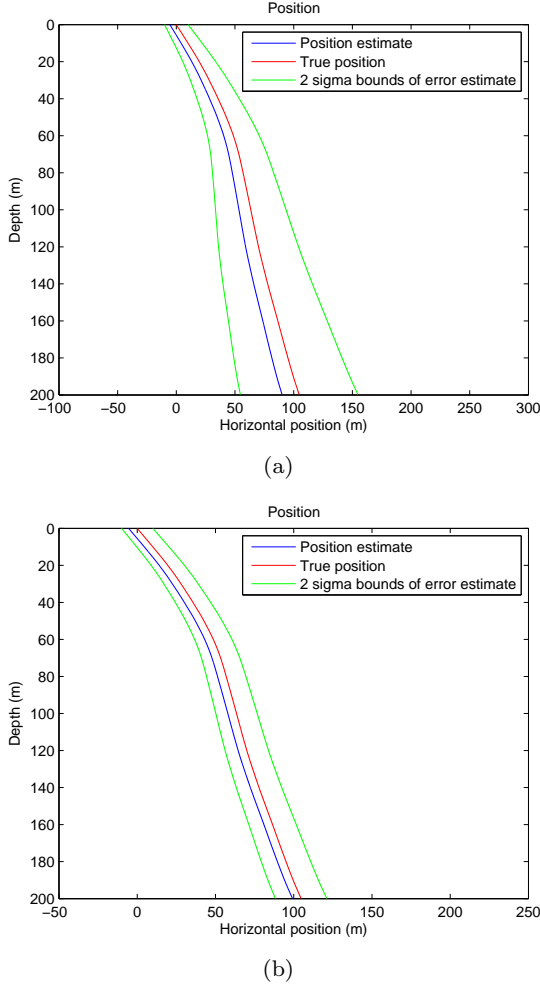 Position
0
20
40
60
80
100
120
140
160
180
200
Depth (m)
Position estimate
True position
2 sigma bounds of error estimate
−100 −50 0 50 100 150 200 250 300
Horizontal position (m)
(a)
Position
0
20
40
60
80
100
120
140
160
180
200
Depth (m)
Position estimate
True position
2 sigma bounds of error estimate
−50 0 50 100 150 200 250
Horizontal position (m)
(b)